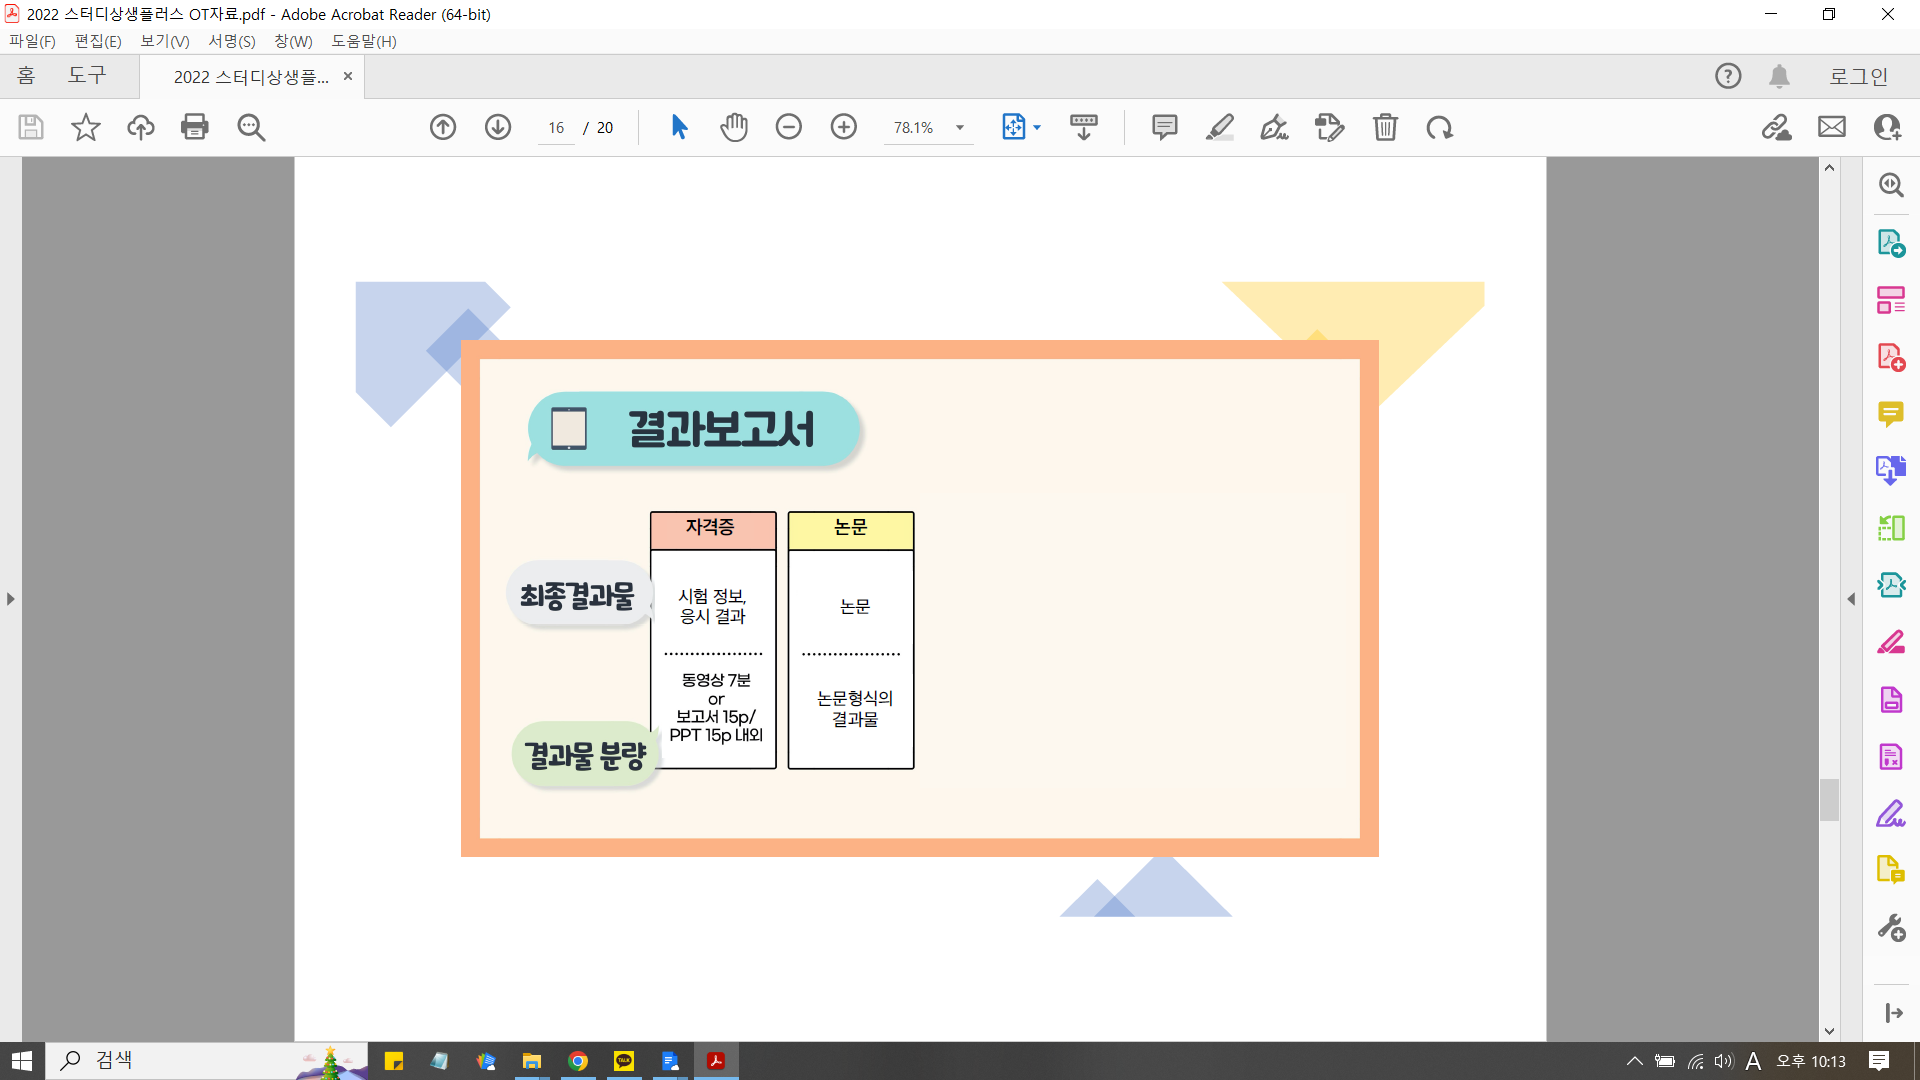 2022 스터디상생플러스 OT자료.pdf - Adobe Acrobat Reader (64-bit)
파일(F) 편집(E) 보기(V) 서명(S) 창(W) 도움말(H)
홈 도구 2022 스터디상생플... × 로그인
16 / 20 78.1%
결과보고서
자격증 논문
최종결과물
시험 정보,
응시 결과
논문
동영상 7분
or
보고서 15p/
PPT 15p 내외
논문형식의
결과물
결과물 분량
검색
TALK
A 오후 10:13